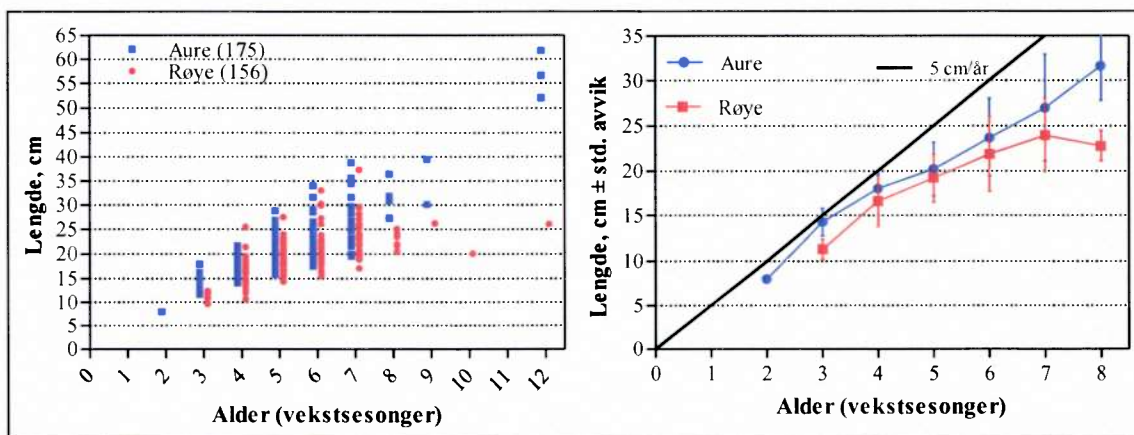 Lengde, cm
65
60
55
50
45
40
35
30
25
20
15
10
5
0
Aure (175)
Røye (156)
0 1 2 3 4 5 6 7 8 9 10 11 12
Alder (vekstsesonger)
Lengde, cm ± std. avvik
35
30
25
20
15
10
5
0
Aure
5 cm/år
Røye
0 1 2 3 4 5 6 7 8
Alder (vekstsesonger)